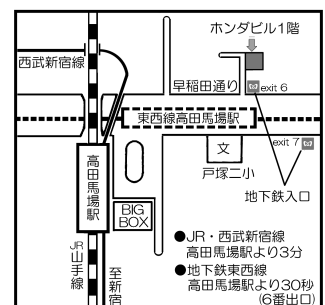 ホンダビル1階
西武新宿線
早稲田通り
exit 6
東西線高田馬場駅
exit 7
文
戸塚二小
地下鉄入口
高田馬場駅
BIG
BOX
JR
山手線
至新宿
●JR・西武新宿線
高田馬場駅より3分
●地下鉄東西線
高田馬場駅より30秒
(6番出口)